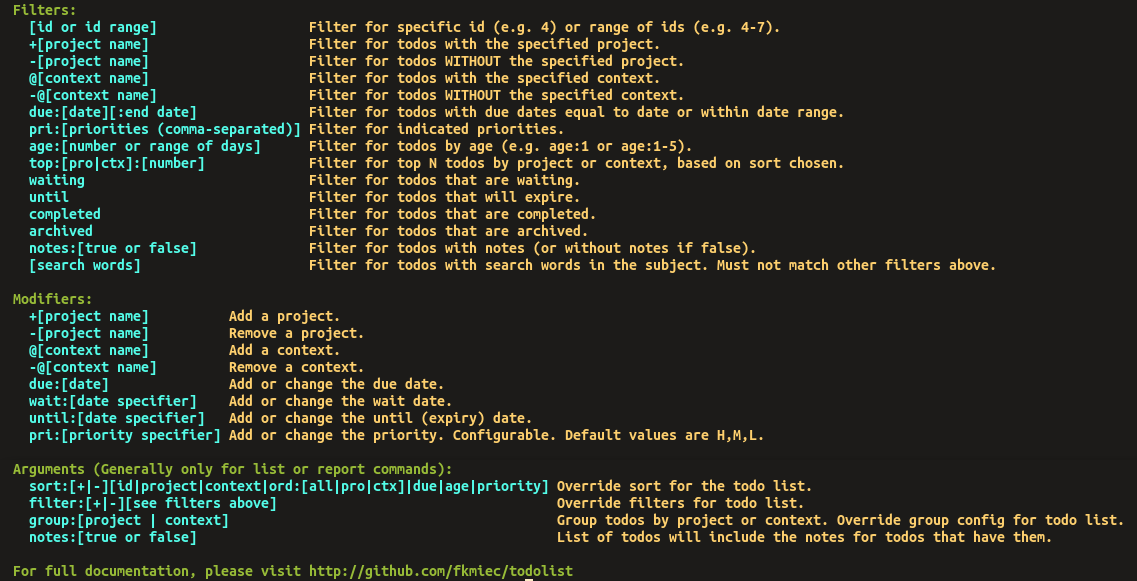 Filters:
[id or id range] Filter for specific id (e.g. 4) or range of ids (e.g. 4-7).
+[project name] Filter for todos with the specified project.
-[project name] Filter for todos WITHOUT the specified project.
@[context name] Filter for todos with the specified context.
-@[context name] Filter for todos WITHOUT the specified context.
due:[date][:end date] Filter for todos with due dates equal to date or within date range.
pri:[priorities (comma-separated)] Filter for indicated priorities.
age:[number or range of days] Filter for todos by age (e.g. age:1 or age:1-5).
top:[pro|ctx]:[number] Filter for top N todos by project or context, based on sort chosen.
waiting Filter for todos that are waiting.
until Filter for todos that will expire.
completed Filter for todos that are completed.
archived Filter for todos that are archived.
notes:[true or false] Filter for todos with notes (or without notes if false).
[search words] Filter for todos with search words in the subject. Must not match other filters above.
Modifiers:
+[project name] Add a project.
-[project name] Remove a project.
@[context name] Add a context.
-@[context name] Remove a context.
due:[date] Add or change the due date.
wait:[date specifier] Add or change the wait date.
until:[date specifier] Add or change the until (expiry) date.
pri:[priority specifier] Add or change the priority. Configurable. Default values are H,M,L.
Arguments (Generally only for list or report commands):
sort:[+|-][id|project|context|ord:[all|pro|ctx]|due|age|priority] Override sort for the todo list.
filter:[+|-][see filters above] Override filters for todo list.
group:[project | context] Group todos by project or context. Override group config for todo list.
notes:[true or false] List of todos will include the notes for todos that have them.
For full documentation, please visit http://github.com/fkmiec/todolist